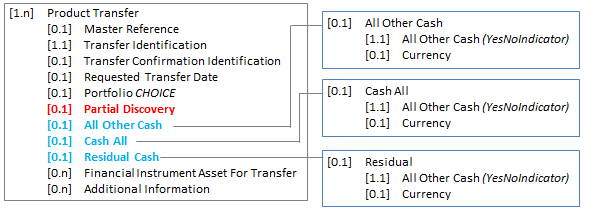 [1.n] Product Transfer
[0.1] Master Reference
[1.1] Transfer Identification
[0.1] Transfer Confirmation Identification
[0.1] Requested Transfer Date
[0.1] Portfolio CHOICE
[0.1] Partial Discovery
[0.1] All Other Cash
[0.1] Cash All
[0.1] Residual Cash
[0.n] Financial Instrument Asset For Transfer
[0.n] Additional Information
[0.1] All Other Cash
[1.1] All Other Cash (YesNoIndicator)
[0.1] Currency
[0.1] Cash All
[1.1] All Other Cash (YesNoIndicator)
[0.1] Currency
[0.1] Residual
[1.1] All Other Cash (YesNoIndicator)
[0.1] Currency